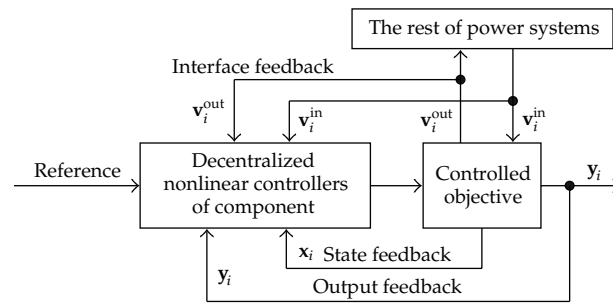 The rest of power systems
Interface feedback
v_i^out
v_i^in
v_i^out
v_i^in
Reference
Decentralized
nonlinear controllers
of component
Controlled
objective
y_i
x_i
State feedback
y_i
Output feedback